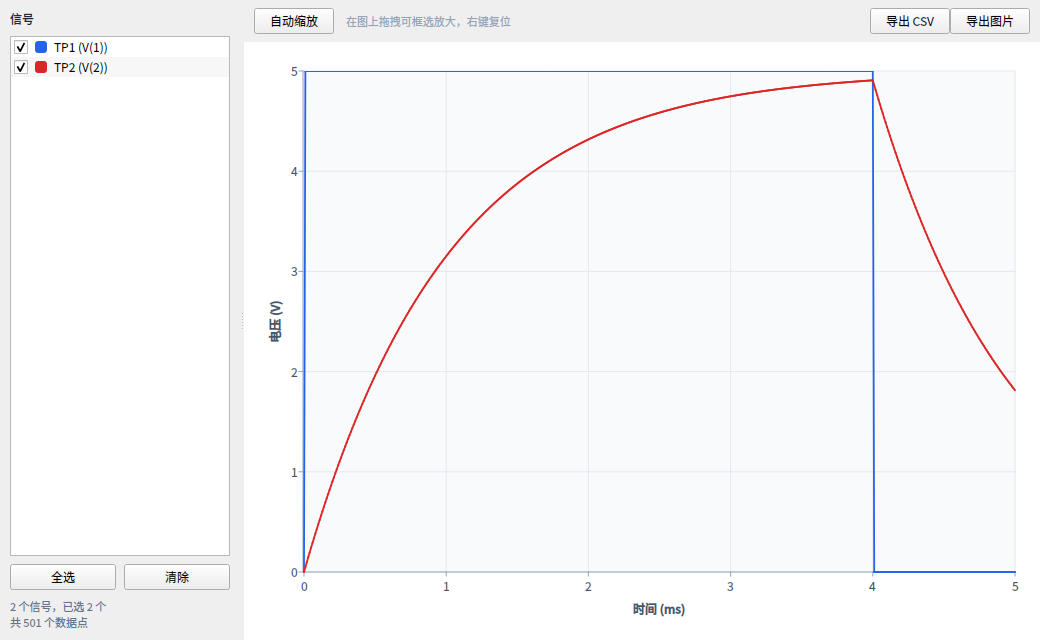 信号
TP1 (V(1))
TP2 (V(2))
全选
清除
2 个信号，已选 2 个
共 501 个数据点
自动缩放
在图上拖拽可框选放大，右键复位
导出 CSV
导出图片
电压 (V)
5
4
3
2
1
0
0
1
2
3
4
5
时间 (ms)